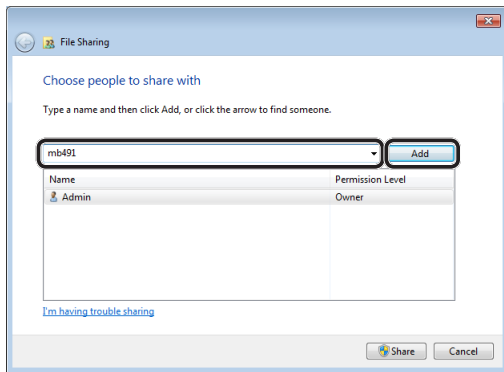 File Sharing
Choose people to share with
Type a name and then click Add, or click the arrow to find someone.
mb491 Add
Name Permission Level
Admin Owner
I'm having trouble sharing
Share Cancel